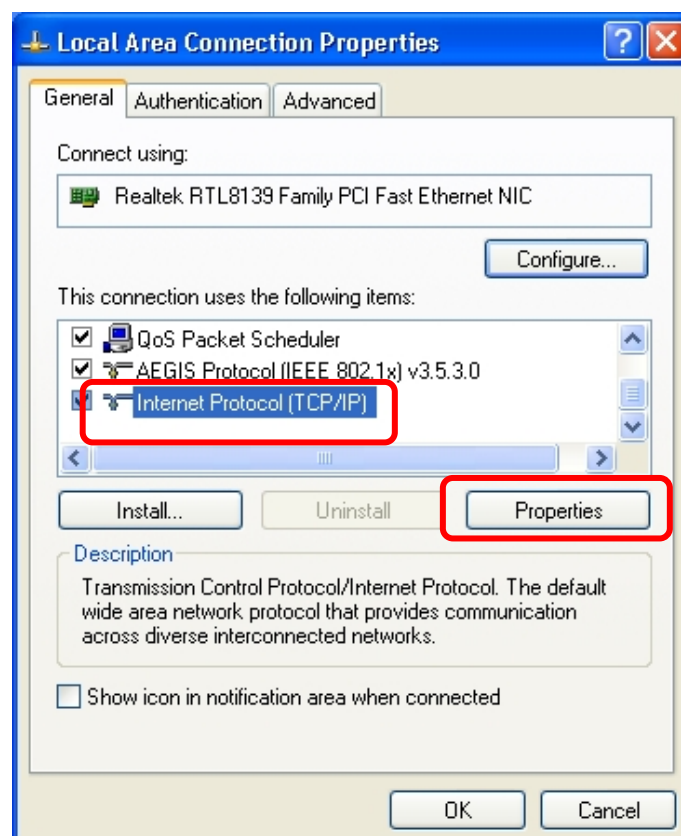 Local Area Connection Properties
General Authentication Advanced
Connect using:
Realtek RTL8139 Family PCI Fast Ethernet NIC
Configure...
This connection uses the following items:
QoS Packet Scheduler
AEGIS Protocol (IEEE 802.1x) v3.5.3.0
Internet Protocol (TCP/IP)
Install... Uninstall Properties
Description
Transmission Control Protocol/Internet Protocol. The default
wide area network protocol that provides communication
across diverse interconnected networks.
Show icon in notification area when connected
OK Cancel